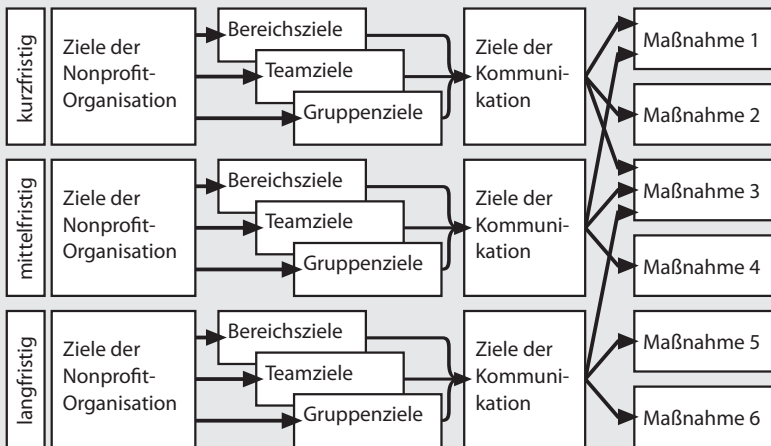 kurzfristig
Ziele der
Nonprofit-
Organisation
Bereichsziele
Teamziele
Gruppenziele
Ziele der
Kommuni-
kation
Maßnahme 1
Maßnahme 2
mittelfristig
Ziele der
Nonprofit-
Organisation
Bereichsziele
Teamziele
Gruppenziele
Ziele der
Kommuni-
kation
Maßnahme 3
Maßnahme 4
langfristig
Ziele der
Nonprofit-
Organisation
Bereichsziele
Teamziele
Gruppenziele
Ziele der
Kommuni-
kation
Maßnahme 5
Maßnahme 6